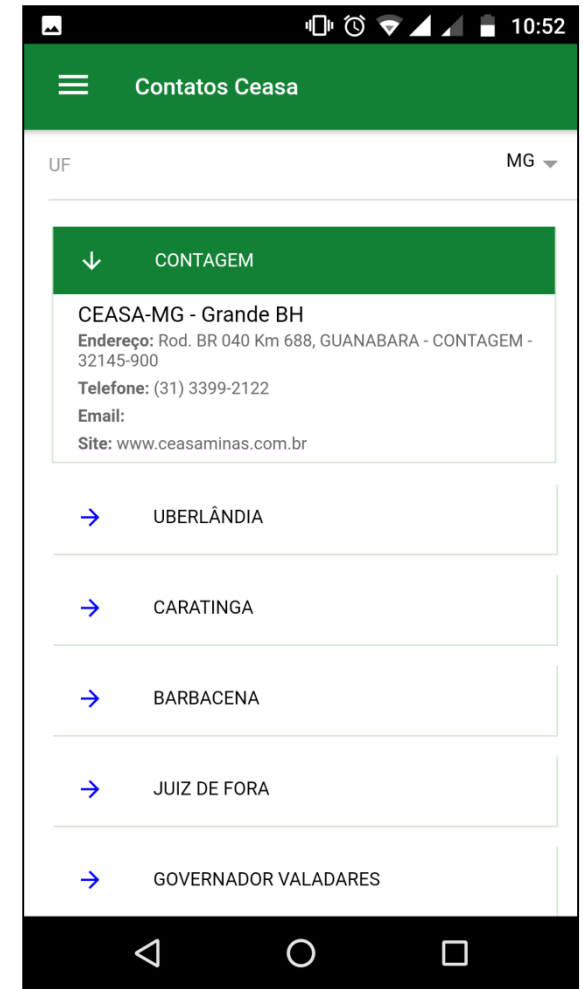 10:52
Contatos Ceasa
UF
MG
CONTAGEM
CEASA-MG - Grande BH
Endereço: Rod. BR 040 Km 688, GUANABARA - CONTAGEM -
32145-900
Telefone: (31) 3399-2122
Email:
Site: www.ceasaminas.com.br
UBERLÂNDIA
CARATINGA
BARBACENA
JUIZ DE FORA
GOVERNADOR VALADARES